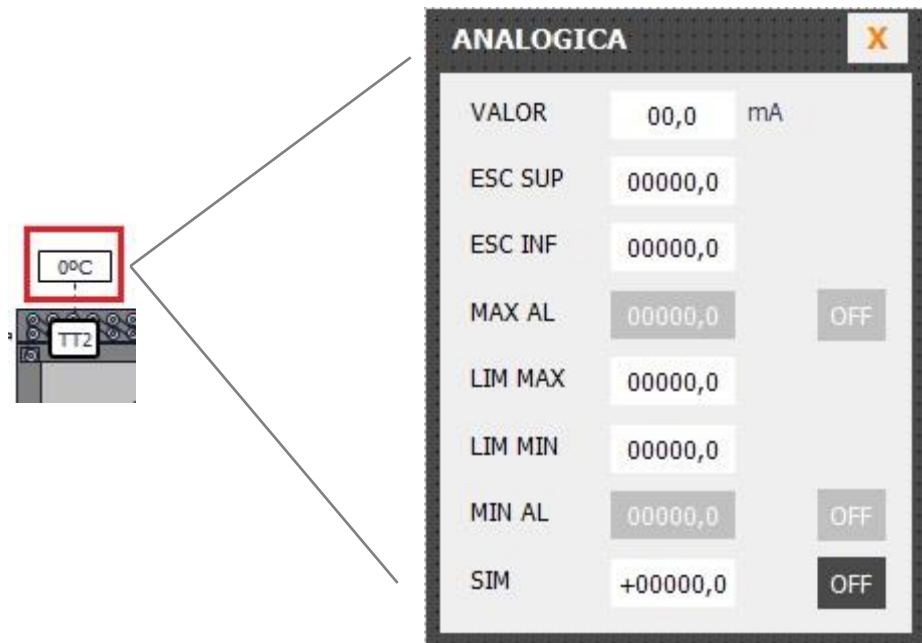 ANALOGICA X
VALOR 00,0 mA
ESC SUP 00000,0
ESC INF 00000,0
MAX AL 00000,0 OFF
LIM MAX 00000,0
LIM MIN 00000,0
MIN AL 00000,0 OFF
SIM +00000,0 OFF
0ºC
TT2